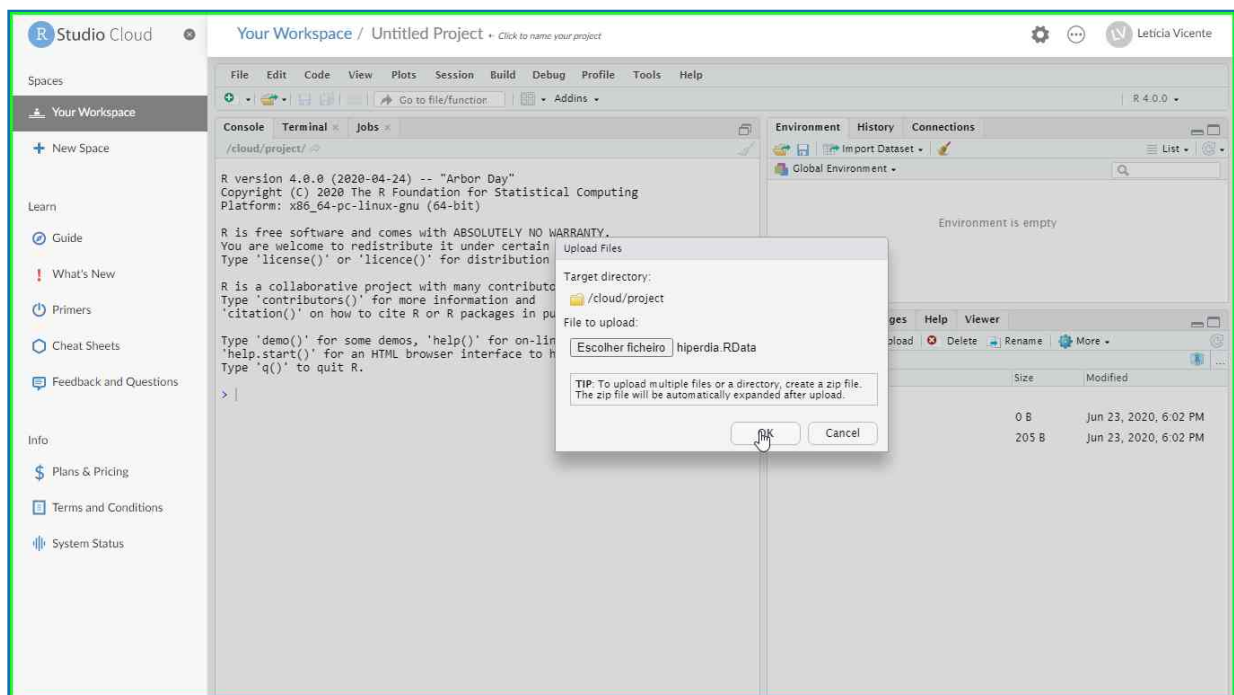 R Studio Cloud
Your Workspace / Untitled Project ← Click to name your project
LV Letícia Vicente
Spaces
Your Workspace
New Space
Learn
Guide
What's New
Primers
Cheat Sheets
Feedback and Questions
Info
Plans & Pricing
Terms and Conditions
System Status
File Edit Code View Plots Session Build Debug Profile Tools Help
Go to file/function Addins
R 4.0.0
Console Terminal Jobs
/cloud/project/
R version 4.0.0 (2020-04-24) -- "Arbor Day"
Copyright (C) 2020 The R Foundation for Statistical Computing
Platform: x86_64-pc-linux-gnu (64-bit)
R is free software and comes with ABSOLUTELY NO WARRANTY.
You are welcome to redistribute it under certain
Type 'license()' or 'licence()' for distribution
R is a collaborative project with many
Type 'contributors()' for more information and
'citation()' on how to cite R or R packages in
Type 'demo()' for some demos, 'help()' for
'help.start()' for an HTML browser interface to
Type 'q()' to quit R.
>
Environment History Connections
Import Dataset List
Global Environment
Environment is empty
Upload Files
Target directory:
/cloud/project
File to upload:
Escolher ficheiro hiperdia.RData
TIP: To upload multiple files or a directory, create a zip file.
The zip file will be automatically expanded after upload.
OK Cancel
Help Viewer
Delete Rename More
Size Modified
0 B Jun 23, 2020, 6:02 PM
205 B Jun 23, 2020, 6:02 PM